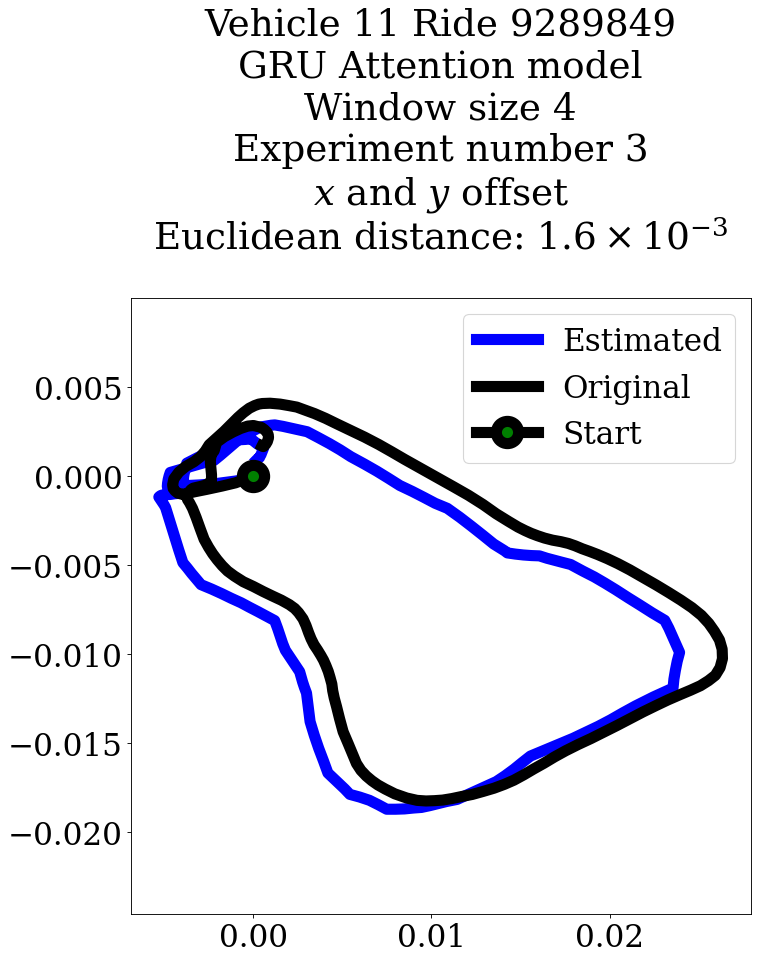 Vehicle 11 Ride 9289849
GRU Attention model
Window size 4
Experiment number 3
x and y offset
Euclidean distance: 1.6 × 10⁻³
Estimated
Original
Start
0.005
0.000
−0.005
−0.010
−0.015
−0.020
0.00 0.01 0.02